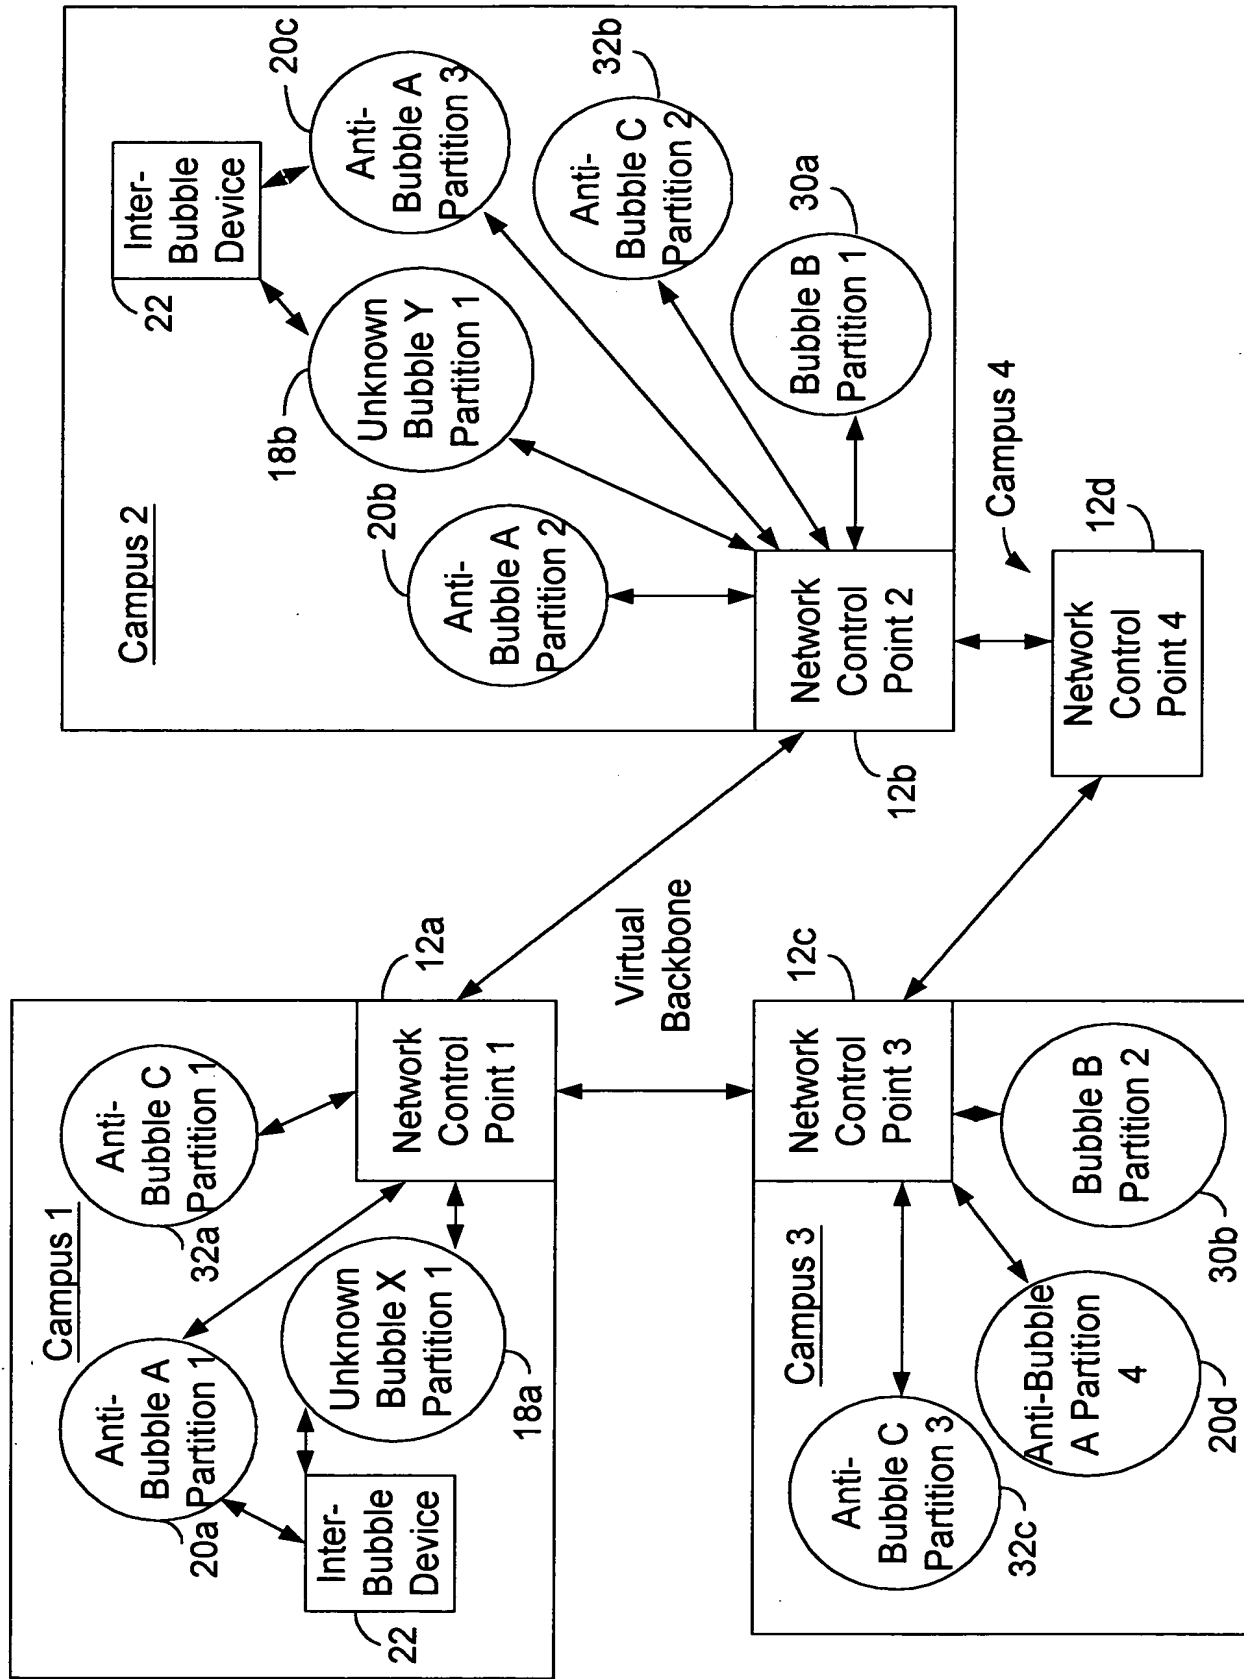 Campus 1
Anti-
Bubble A
Partition 1
20a
Anti-
Bubble C
Partition 1
32a
Inter-
Bubble
Device
22
Unknown
Bubble X
Partition 1
18a
Network
Control
Point 1
12a
Campus 2
Inter-
Bubble
Device
22
Anti-
Bubble A
Partition 3
20c
Unknown
Bubble Y
Partition 1
18b
Anti-
Bubble A
Partition 2
20b
Anti-
Bubble C
Partition 2
32b
Bubble B
Partition 1
30a
Network
Control
Point 2
12b
Virtual
Backbone
Campus 3
Network
Control
Point 3
12c
Anti-
Bubble C
Partition 3
32c
Anti-Bubble
A Partition
4
20d
Bubble B
Partition 2
30b
Campus 4
Network
Control
Point 4
12d